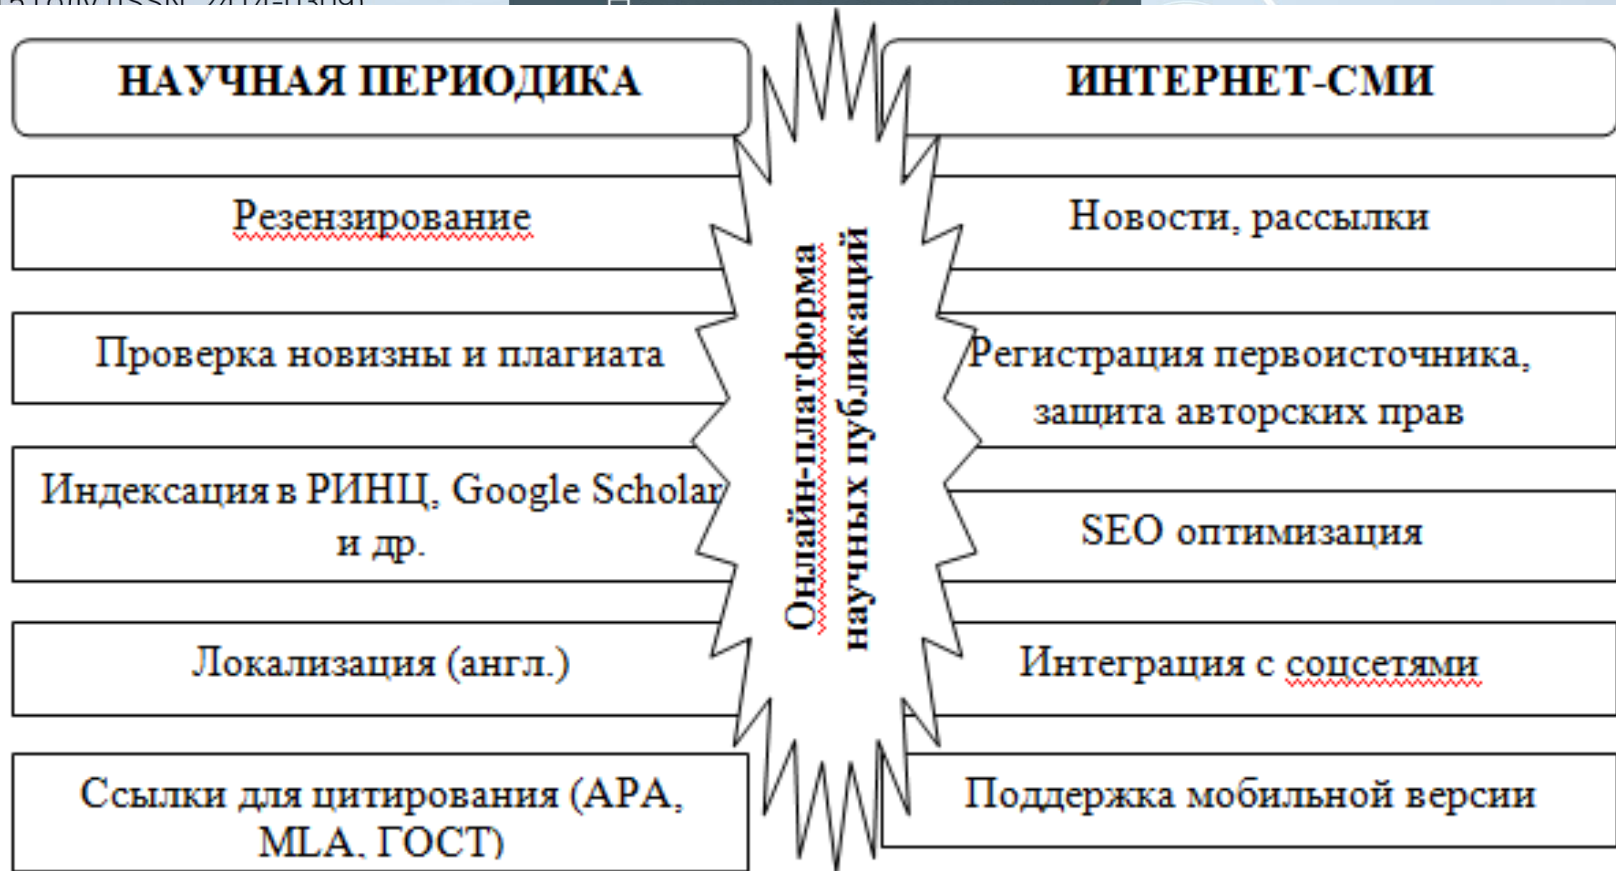 НАУЧНАЯ ПЕРИОДИКА
Резензирование
Проверка новизны и плагиата
Индексация в РИНЦ, Google Scholar
и др.
Локализация (англ.)
Ссылки для цитирования (APA,
MLA, ГОСТ)
Онлайн-платформа
научных публикаций
ИНТЕРНЕТ-СМИ
Новости, рассылки
Регистрация первоисточника,
защита авторских прав
SEO оптимизация
Интеграция с соцсетями
Поддержка мобильной версии